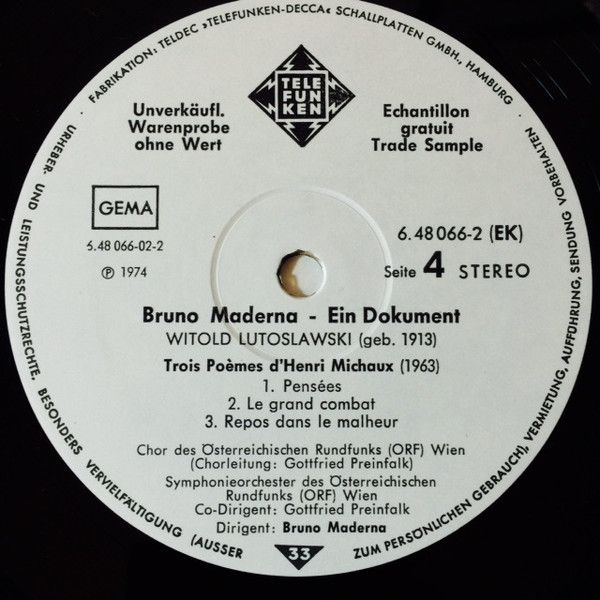 · FABRIKATION: TELDEC »TELEFUNKEN-DECCA« SCHALLPLATTEN GMBH., HAMBURG ·
URHEBER- UND LEISTUNGSSCHUTZRECHTE, BESONDERS VERVIELFÄLTIGUNG (AUSSER ZUM PERSÖNLICHEN GEBRAUCH), VERMIETUNG, AUFFÜHRUNG, SENDUNG VORBEHALTEN
TELE
FUN
KEN
Unverkäufl.
Warenprobe
ohne Wert
Echantillon
gratuit
Trade Sample
GEMA
6.48 066-02-2
℗ 1974
6.48 066-2 (EK)
Seite 4 STEREO
Bruno Maderna - Ein Dokument
WITOLD LUTOSLAWSKI (geb. 1913)
Trois Poèmes d'Henri Michaux (1963)
1. Pensées
2. Le grand combat
3. Repos dans le malheur
Chor des Österreichischen Rundfunks (ORF) Wien
(Chorleitung: Gottfried Preinfalk)
Symphonieorchester des Österreichischen
Rundfunks (ORF) Wien
Co-Dirigent: Gottfried Preinfalk
Dirigent: Bruno Maderna
33